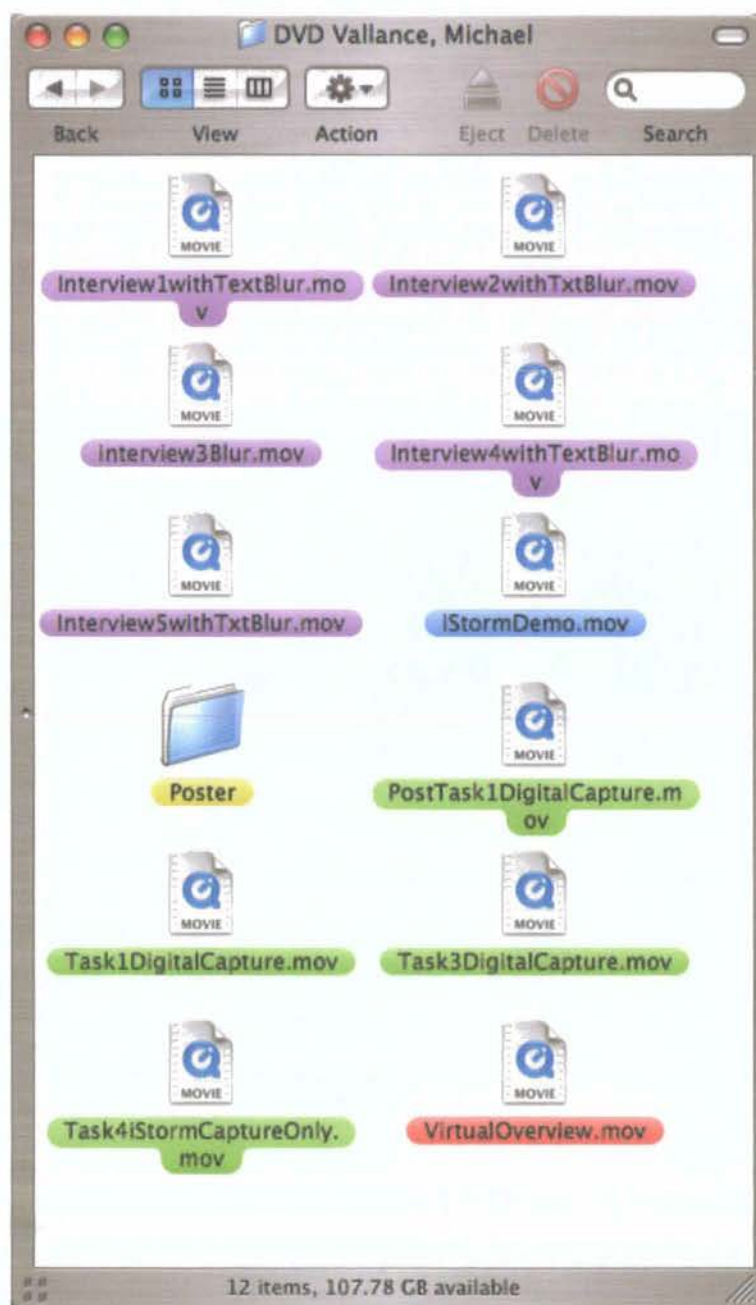 DVD Vallance, Michael
Back View Action Eject Delete Search
MOVIE MOVIE
Interview1withTextBlur.mo Interview2withTxtBlur.mov
v
MOVIE MOVIE
interview3Blur.mov Interview4withTextBlur.mo
v
MOVIE MOVIE
Interview5withTxtBlur.mov iStormDemo.mov
MOVIE
Poster PostTask1DigitalCapture.m
ov
MOVIE MOVIE
Task1DigitalCapture.mov Task3DigitalCapture.mov
MOVIE MOVIE
Task4iStormCaptureOnly. VirtualOverview.mov
mov
12 items, 107.78 GB available